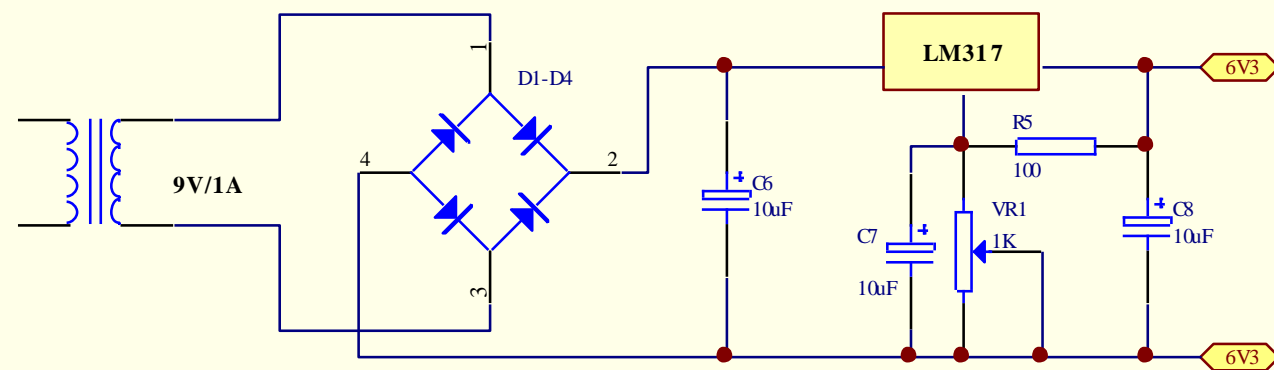 1
D1-D4
4
2
3
9V/1A
C6
10uF
LM317
R5
100
C7
10uF
VR1
1K
C8
10uF
6V3
6V3